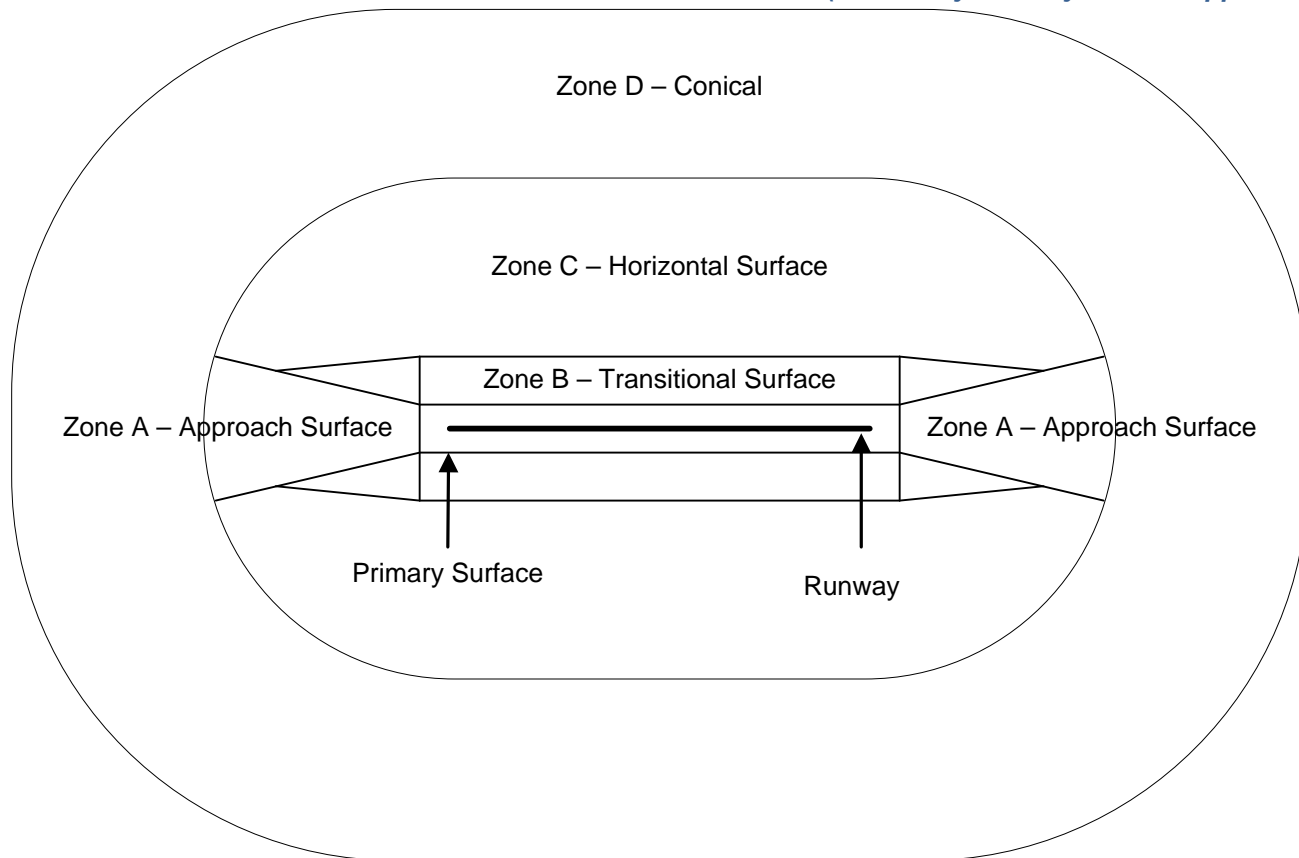 Zone D – Conical
Zone C – Horizontal Surface
Zone B – Transitional Surface
Zone A – Approach Surface
Zone A – Approach Surface
Primary Surface
Runway